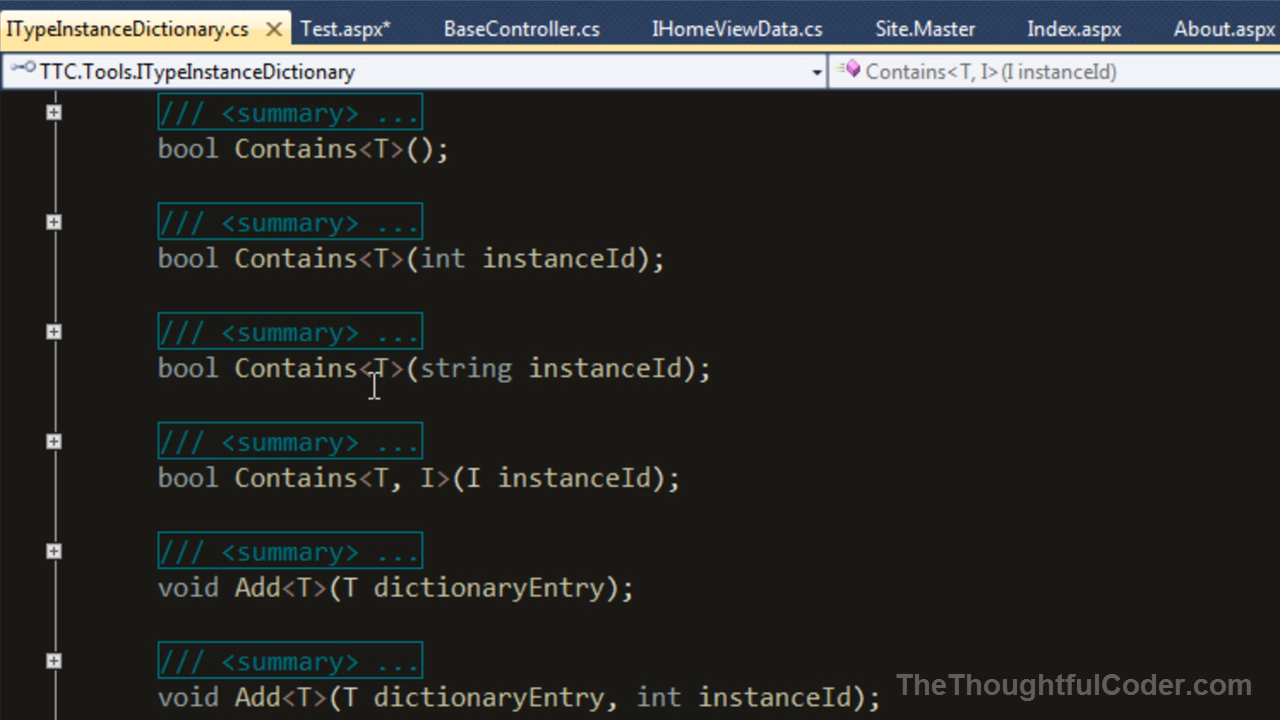 ITypeInstanceDictionary.cs Test.aspx* BaseController.cs IHomeViewData.cs Site.Master Index.aspx About.aspx
TTC.Tools.ITypeInstanceDictionary Contains<T, I>(I instanceId)
/// <summary> ...
bool Contains<T>();
/// <summary> ...
bool Contains<T>(int instanceId);
/// <summary> ...
bool Contains<T>(string instanceId);
/// <summary> ...
bool Contains<T, I>(I instanceId);
/// <summary> ...
void Add<T>(T dictionaryEntry);
/// <summary> ...
void Add<T>(T dictionaryEntry, int instanceId);
TheThoughtfulCoder.com